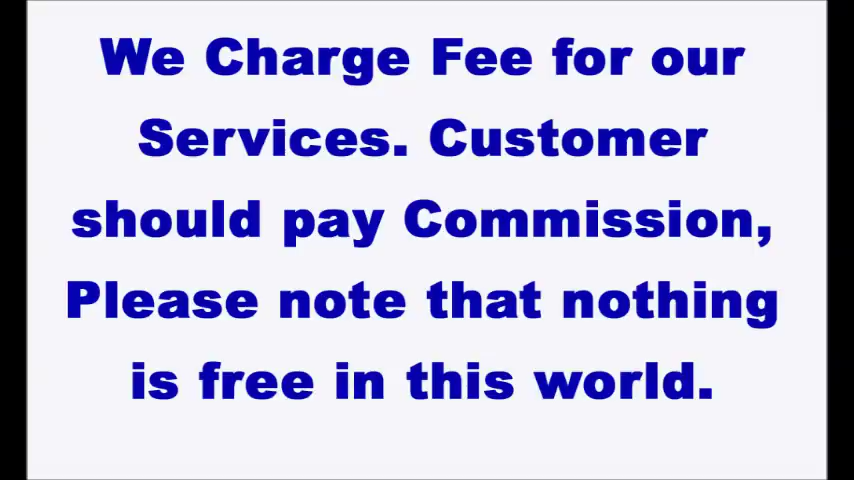 We Charge Fee for our
Services. Customer
should pay Commission,
Please note that nothing
is free in this world.